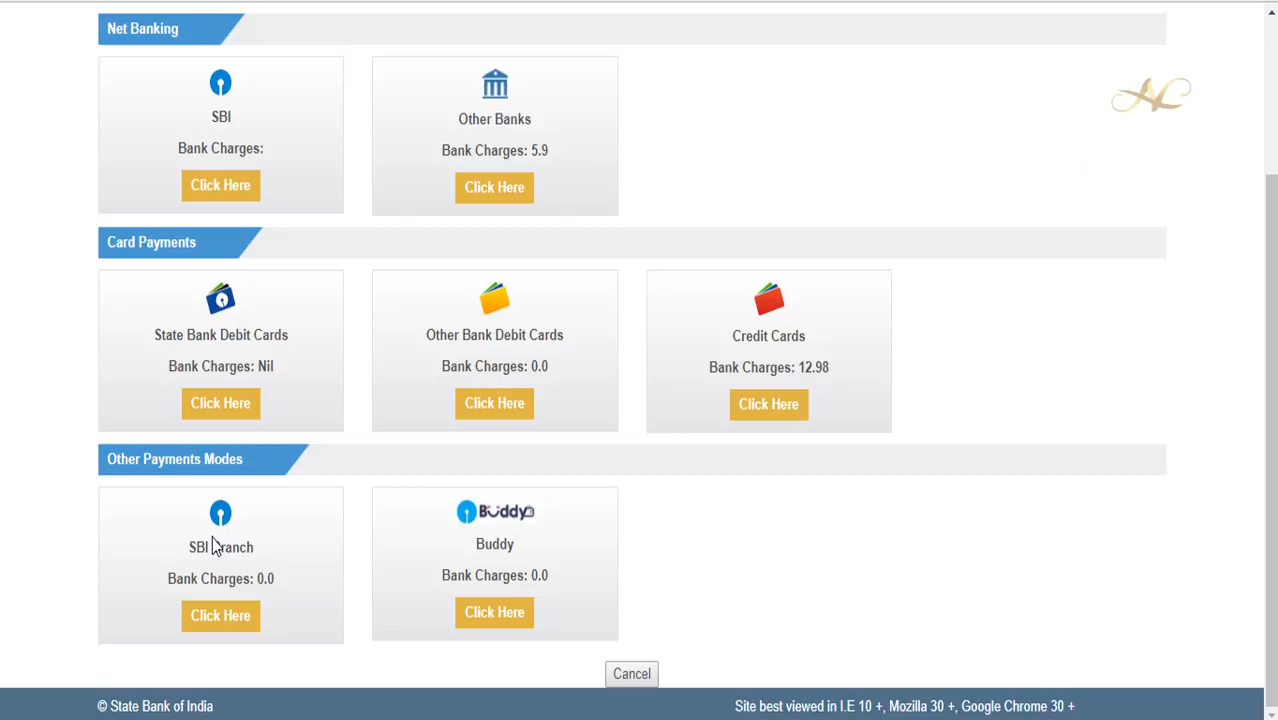 Net Banking
SBI
Bank Charges:
Click Here
Other Banks
Bank Charges: 5.9
Click Here
Card Payments
State Bank Debit Cards
Bank Charges: Nil
Click Here
Other Bank Debit Cards
Bank Charges: 0.0
Click Here
Credit Cards
Bank Charges: 12.98
Click Here
Other Payments Modes
SBI Branch
Bank Charges: 0.0
Click Here
Buddy
Buddy
Bank Charges: 0.0
Click Here
Cancel
© State Bank of India
Site best viewed in I.E 10 +, Mozilla 30 +, Google Chrome 30 +